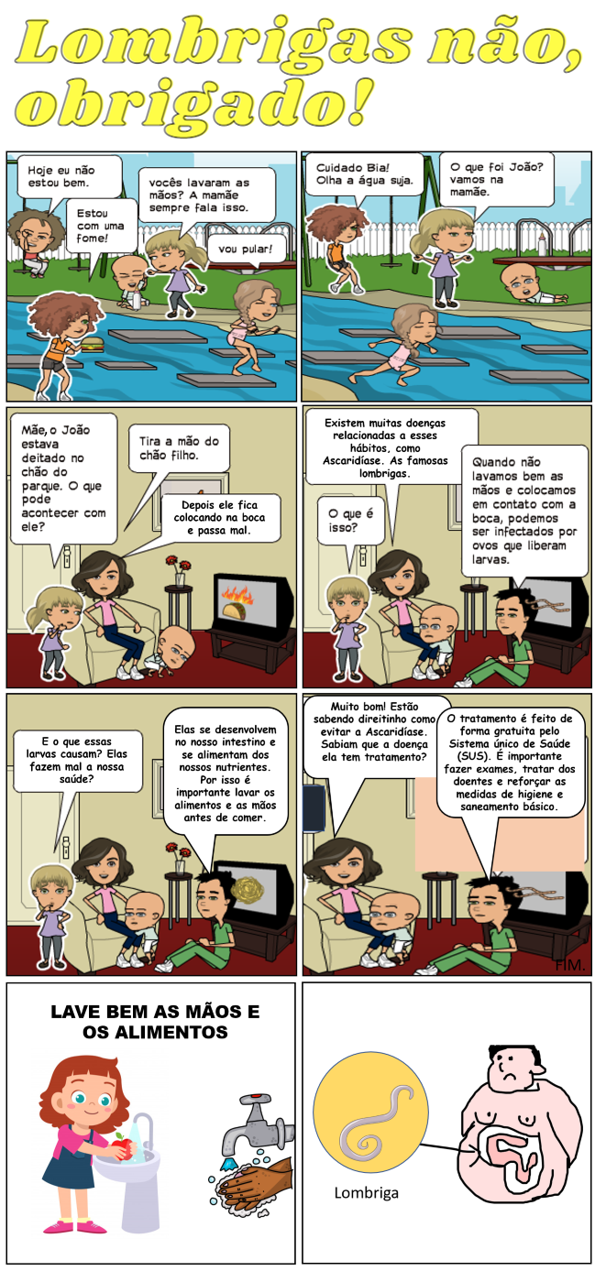 Lombrigas não,
obrigado!
Hoje eu não
estou bem.
Estou
com uma
fome!
vocês lavaram as
mãos? A mamãe
sempre fala isso.
vou pular!
Cuidado Bia!
Olha a água suja.
O que foi João?
vamos na
mamãe.
Mãe,o João
estava
deitado no
chão do
parque. O que
pode
acontecer com
ele?
Tira a mão do
chão filho.
Depois ele fica
colocando na boca
e passa mal.
Existem muitas doenças
relacionadas a esses
hábitos, como
Ascaridíase. As famosas
lombrigas.
O que é
isso?
Quando não
lavamos bem as
mãos e colocamos
em contato com a
boca, podemos
ser infectados por
ovos que liberam
larvas.
E o que essas
larvas causam? Elas
fazem mal a nossa
saúde?
Elas se desenvolvem
no nosso intestino e
se alimentam dos
nossos nutrientes.
Por isso é
importante lavar os
alimentos e as mãos
antes de comer.
Muito bom! Estão
sabendo direitinho como
evitar a Ascaridíase.
Sabiam que a doença
ela tem tratamento?
O tratamento é feito de
forma gratuita pelo
Sistema único de Saúde
(SUS). É importante
fazer exames, tratar dos
doentes e reforçar as
medidas de higiene e
saneamento básico.
FIM.
LAVE BEM AS MÃOS E
OS ALIMENTOS
Lombriga